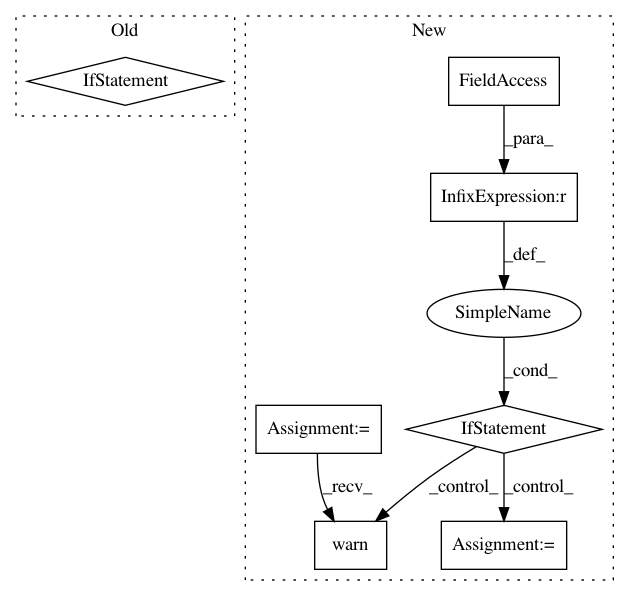 Old
New
IfStatement
FieldAccess
_para_
InfixExpression:r
_def_
SimpleName
_cond_
Assignment:=
IfStatement
_recv_
_control_
_control_
warn
Assignment:=